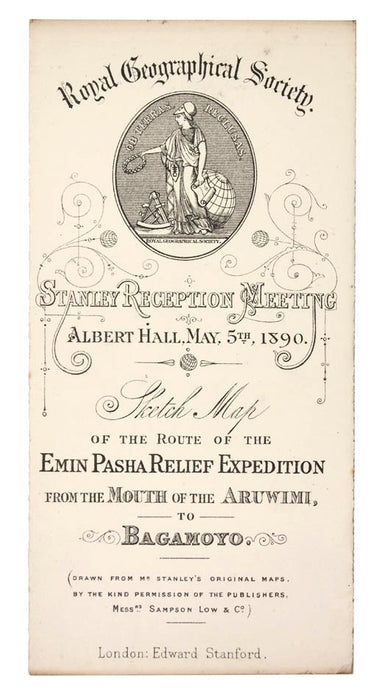 Royal Geographical Society.
OB TERRAS RECLUSAS.
ROYAL GEOGRAPHICAL SOCIETY.
STANLEY RECEPTION MEETING
ALBERT HALL, MAY, 5TH, 1890.
Sketch Map
OF THE ROUTE OF THE
EMIN PASHA RELIEF EXPEDITION
FROM THE MOUTH OF THE ARUWIMI,
TO
BAGAMOYO.
(DRAWN FROM MR STANLEY'S ORIGINAL MAPS,
BY THE KIND PERMISSION OF THE PUBLISHERS,
MESSRS SAMPSON LOW & CO)
London: Edward Stanford.